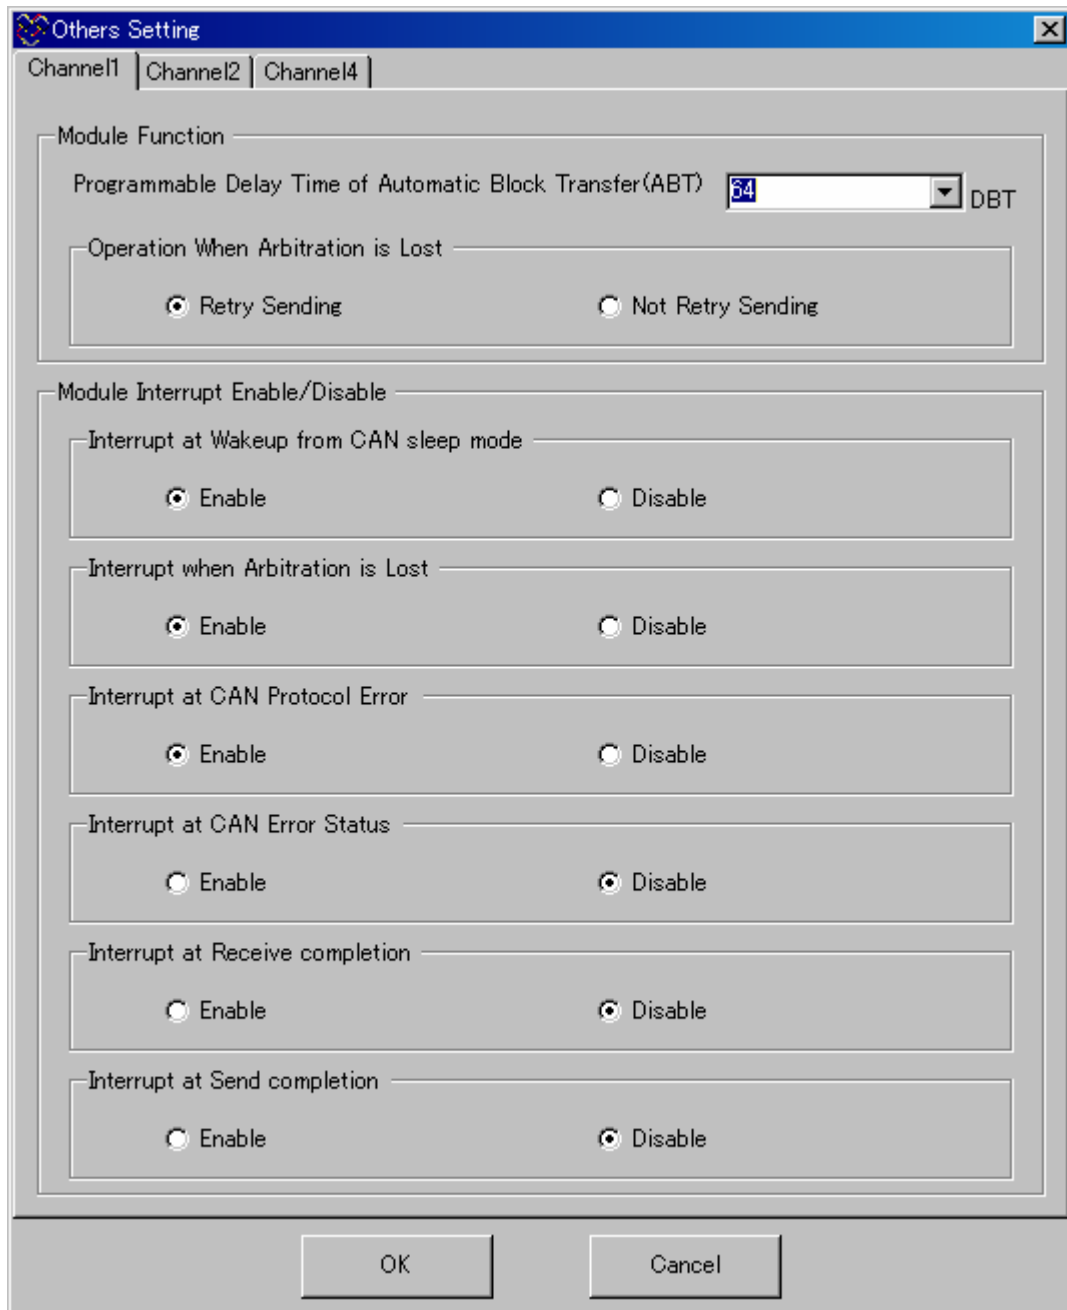 Others Setting
Channel1 Channel2 Channel4
Module Function
Programmable Delay Time of Automatic Block Transfer(ABT) 64 DBT
Operation When Arbitration is Lost
Retry Sending Not Retry Sending
Module Interrupt Enable/Disable
Interrupt at Wakeup from CAN sleep mode
Enable Disable
Interrupt when Arbitration is Lost
Enable Disable
Interrupt at CAN Protocol Error
Enable Disable
Interrupt at CAN Error Status
Enable Disable
Interrupt at Receive completion
Enable Disable
Interrupt at Send completion
Enable Disable
OK Cancel